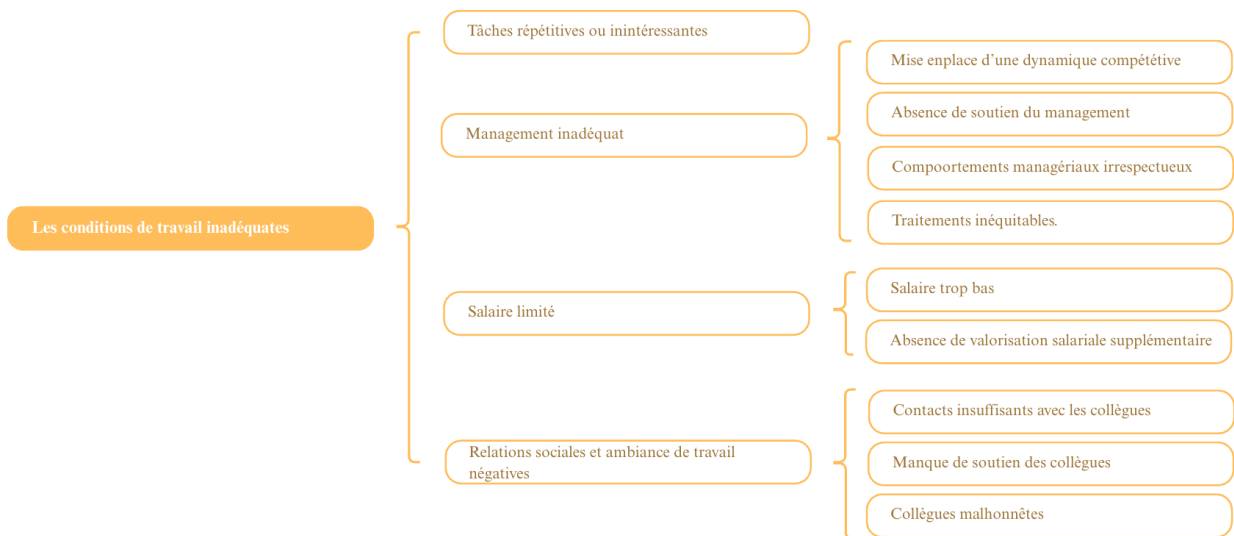 Les conditions de travail inadéquates
Tâches répétitives ou inintéressantes
Management inadéquat
Mise enplace d’une dynamique compététive
Absence de soutien du management
Compoortements managériaux irrespectueux
Traitements inéquitables.
Salaire limité
Salaire trop bas
Absence de valorisation salariale supplémentaire
Relations sociales et ambiance de travail
négatives
Contacts insuffisants avec les collègues
Manque de soutien des collègues
Collègues malhonnêtes